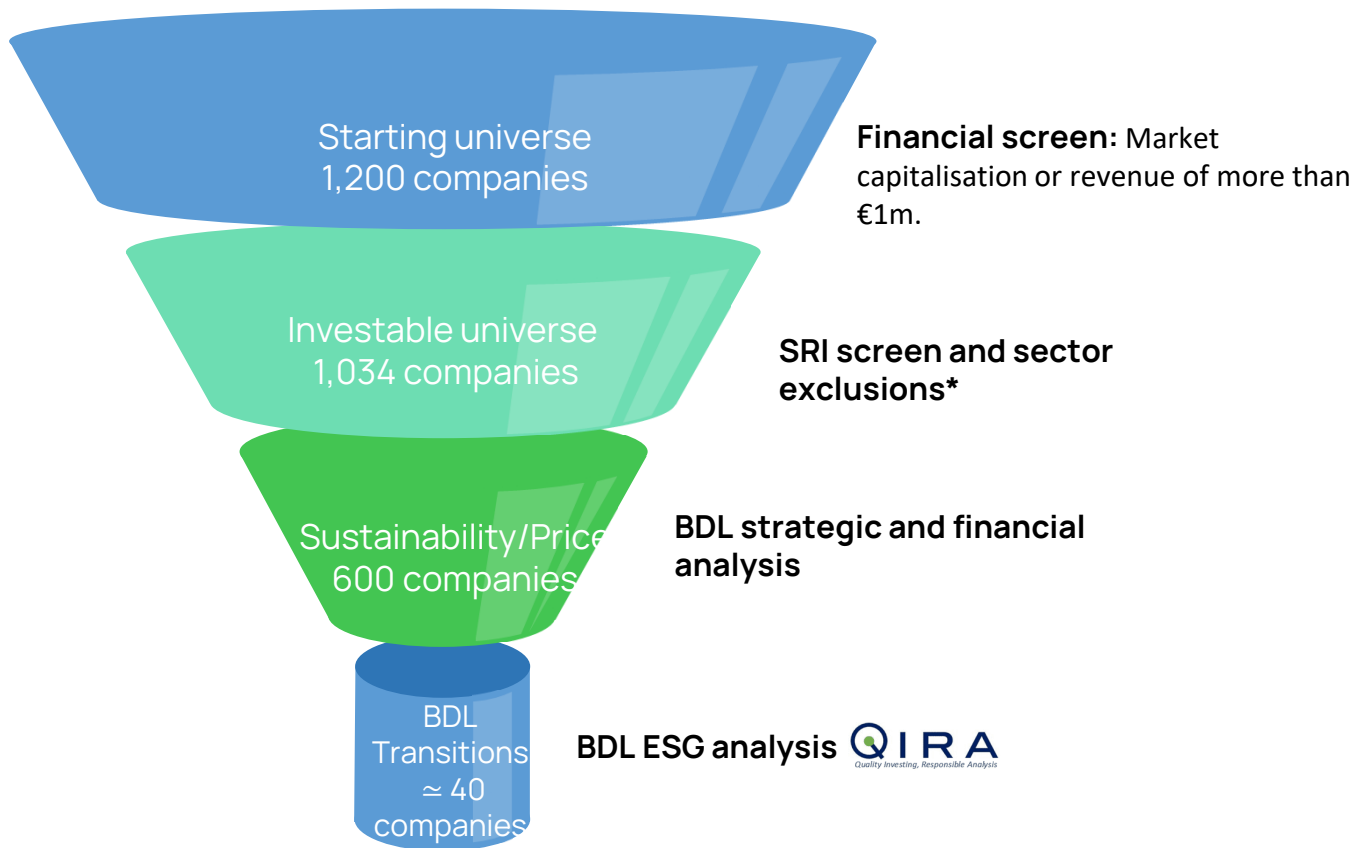 Starting universe
1,200 companies
Financial screen: Market
capitalisation or revenue of more than
€1m.
Investable universe
1,034 companies
SRI screen and sector
exclusions*
Sustainability/Price
600 companies
BDL strategic and financial
analysis
BDL
Transitions
≃ 40
companies
BDL ESG analysis
QIRA
Quality Investing, Responsible Analysis